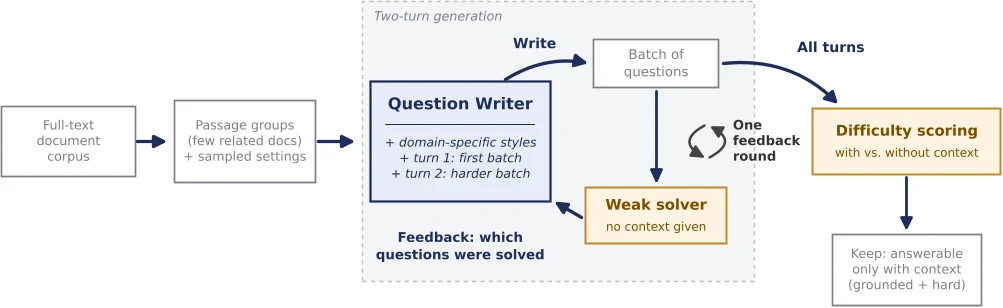 Two-turn generation
Full-text
document
corpus
Passage groups
(few related docs)
+ sampled settings
Question Writer
+ domain-specific styles
+ turn 1: first batch
+ turn 2: harder batch
Write
Batch of
questions
One
feedback
round
Weak solver
no context given
Feedback: which
questions were solved
All turns
Difficulty scoring
with vs. without context
Keep: answerable
only with context
(grounded + hard)